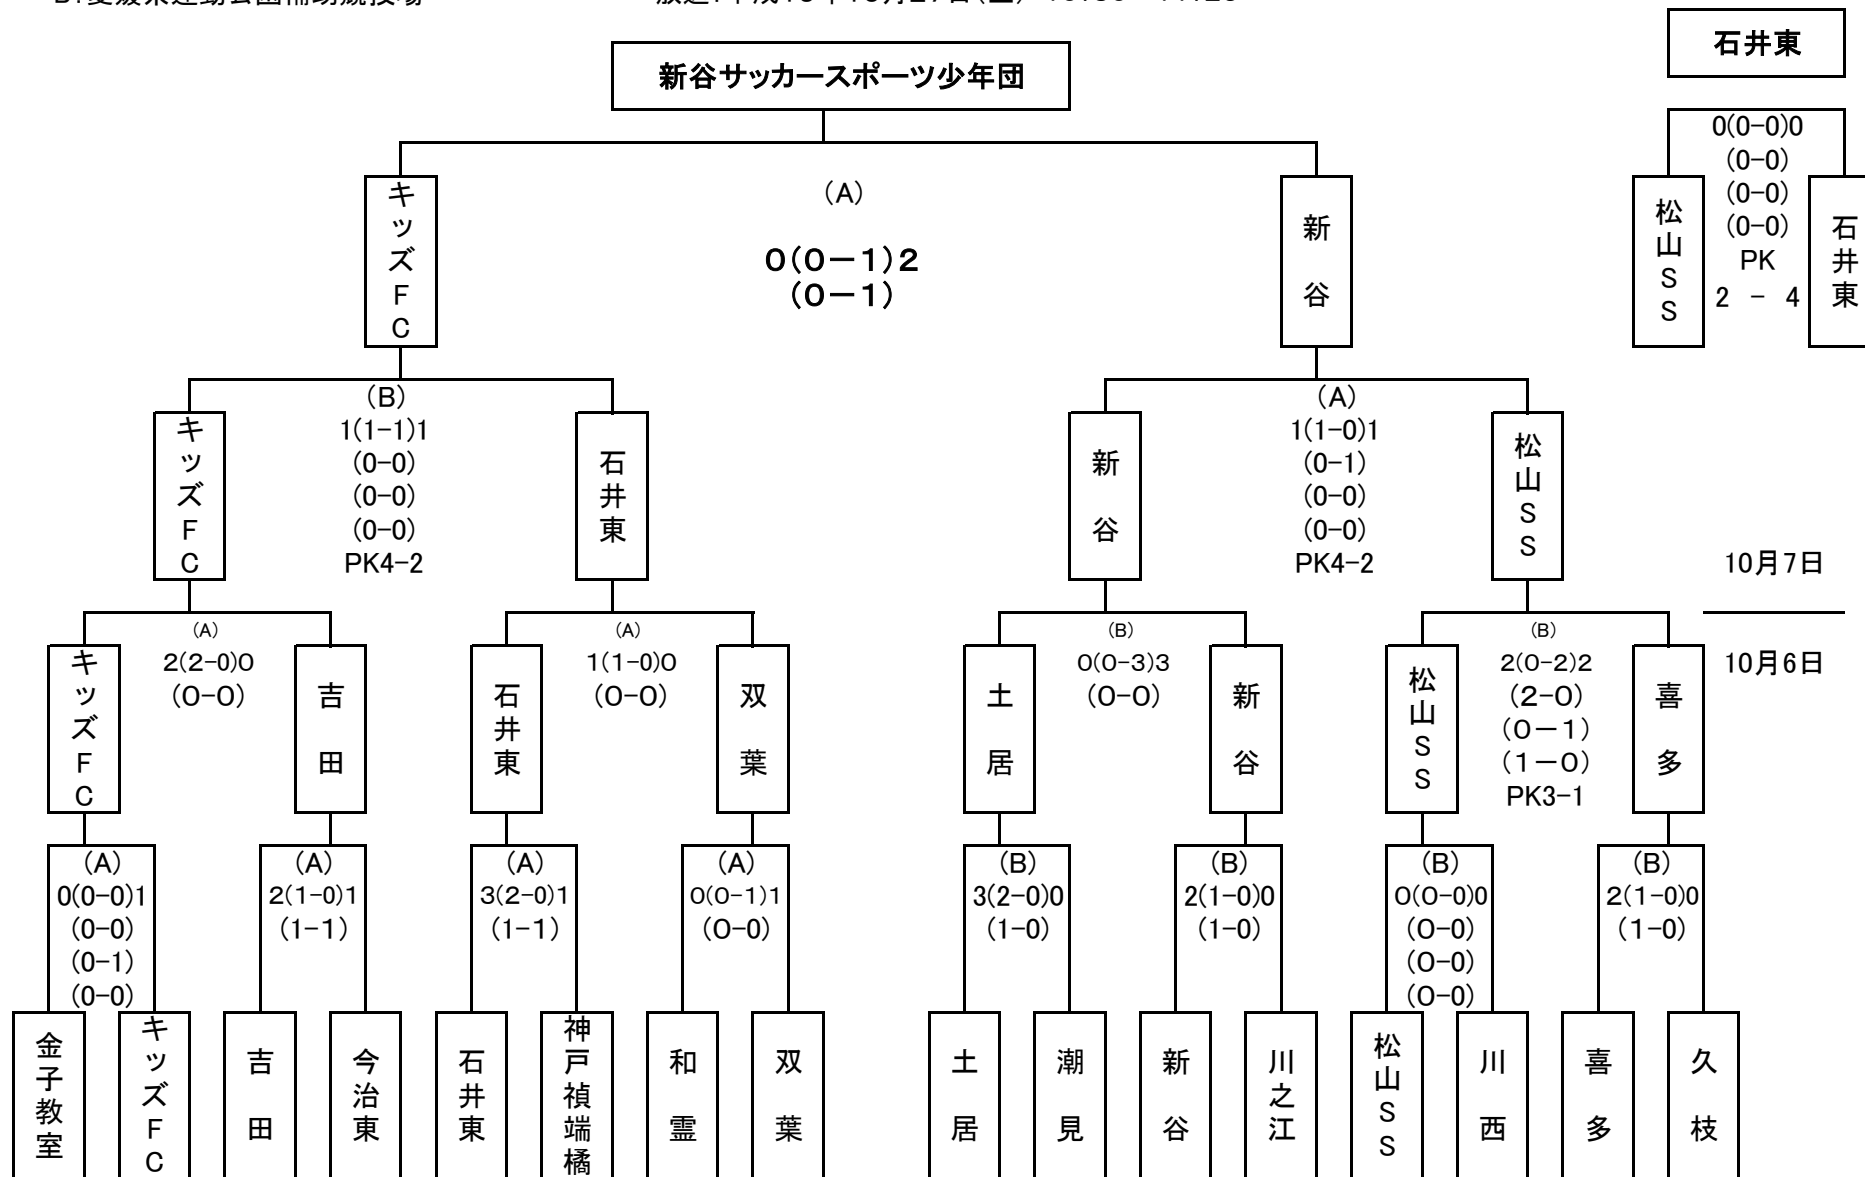 石井東
新谷サッカースポーツ少年団
0(0-0)0
(0-0)
(0-0)
(0-0)
PK
2 - 4
松山SS
石井東
キッズFC
(A)
0(0-1)2
(0-1)
新谷
キッズFC
(B)
1(1-1)1
(0-0)
(0-0)
(0-0)
PK4-2
石井東
新谷
(A)
1(1-0)1
(0-1)
(0-0)
(0-0)
PK4-2
松山SS
10月7日
10月6日
キッズFC
(A)
2(2-0)0
(0-0)
吉田
石井東
(A)
1(1-0)0
(0-0)
双葉
土居
(B)
0(0-3)3
(0-0)
新谷
松山SS
(B)
2(0-2)2
(2-0)
(0-1)
(1-0)
PK3-1
喜多
(A)
0(0-0)1
(0-0)
(0-1)
(0-0)
(A)
2(1-0)1
(1-1)
(A)
3(2-0)1
(1-1)
(A)
0(0-1)1
(0-0)
(B)
3(2-0)0
(1-0)
(B)
2(1-0)0
(1-0)
(B)
0(0-0)0
(0-0)
(0-0)
(0-0)
(B)
2(1-0)0
(1-0)
金子教室
キッズFC
吉田
今治東
石井東
神戸禎端橘
和霊
双葉
土居
潮見
新谷
川之江
松山SS
川西
喜多
久枝